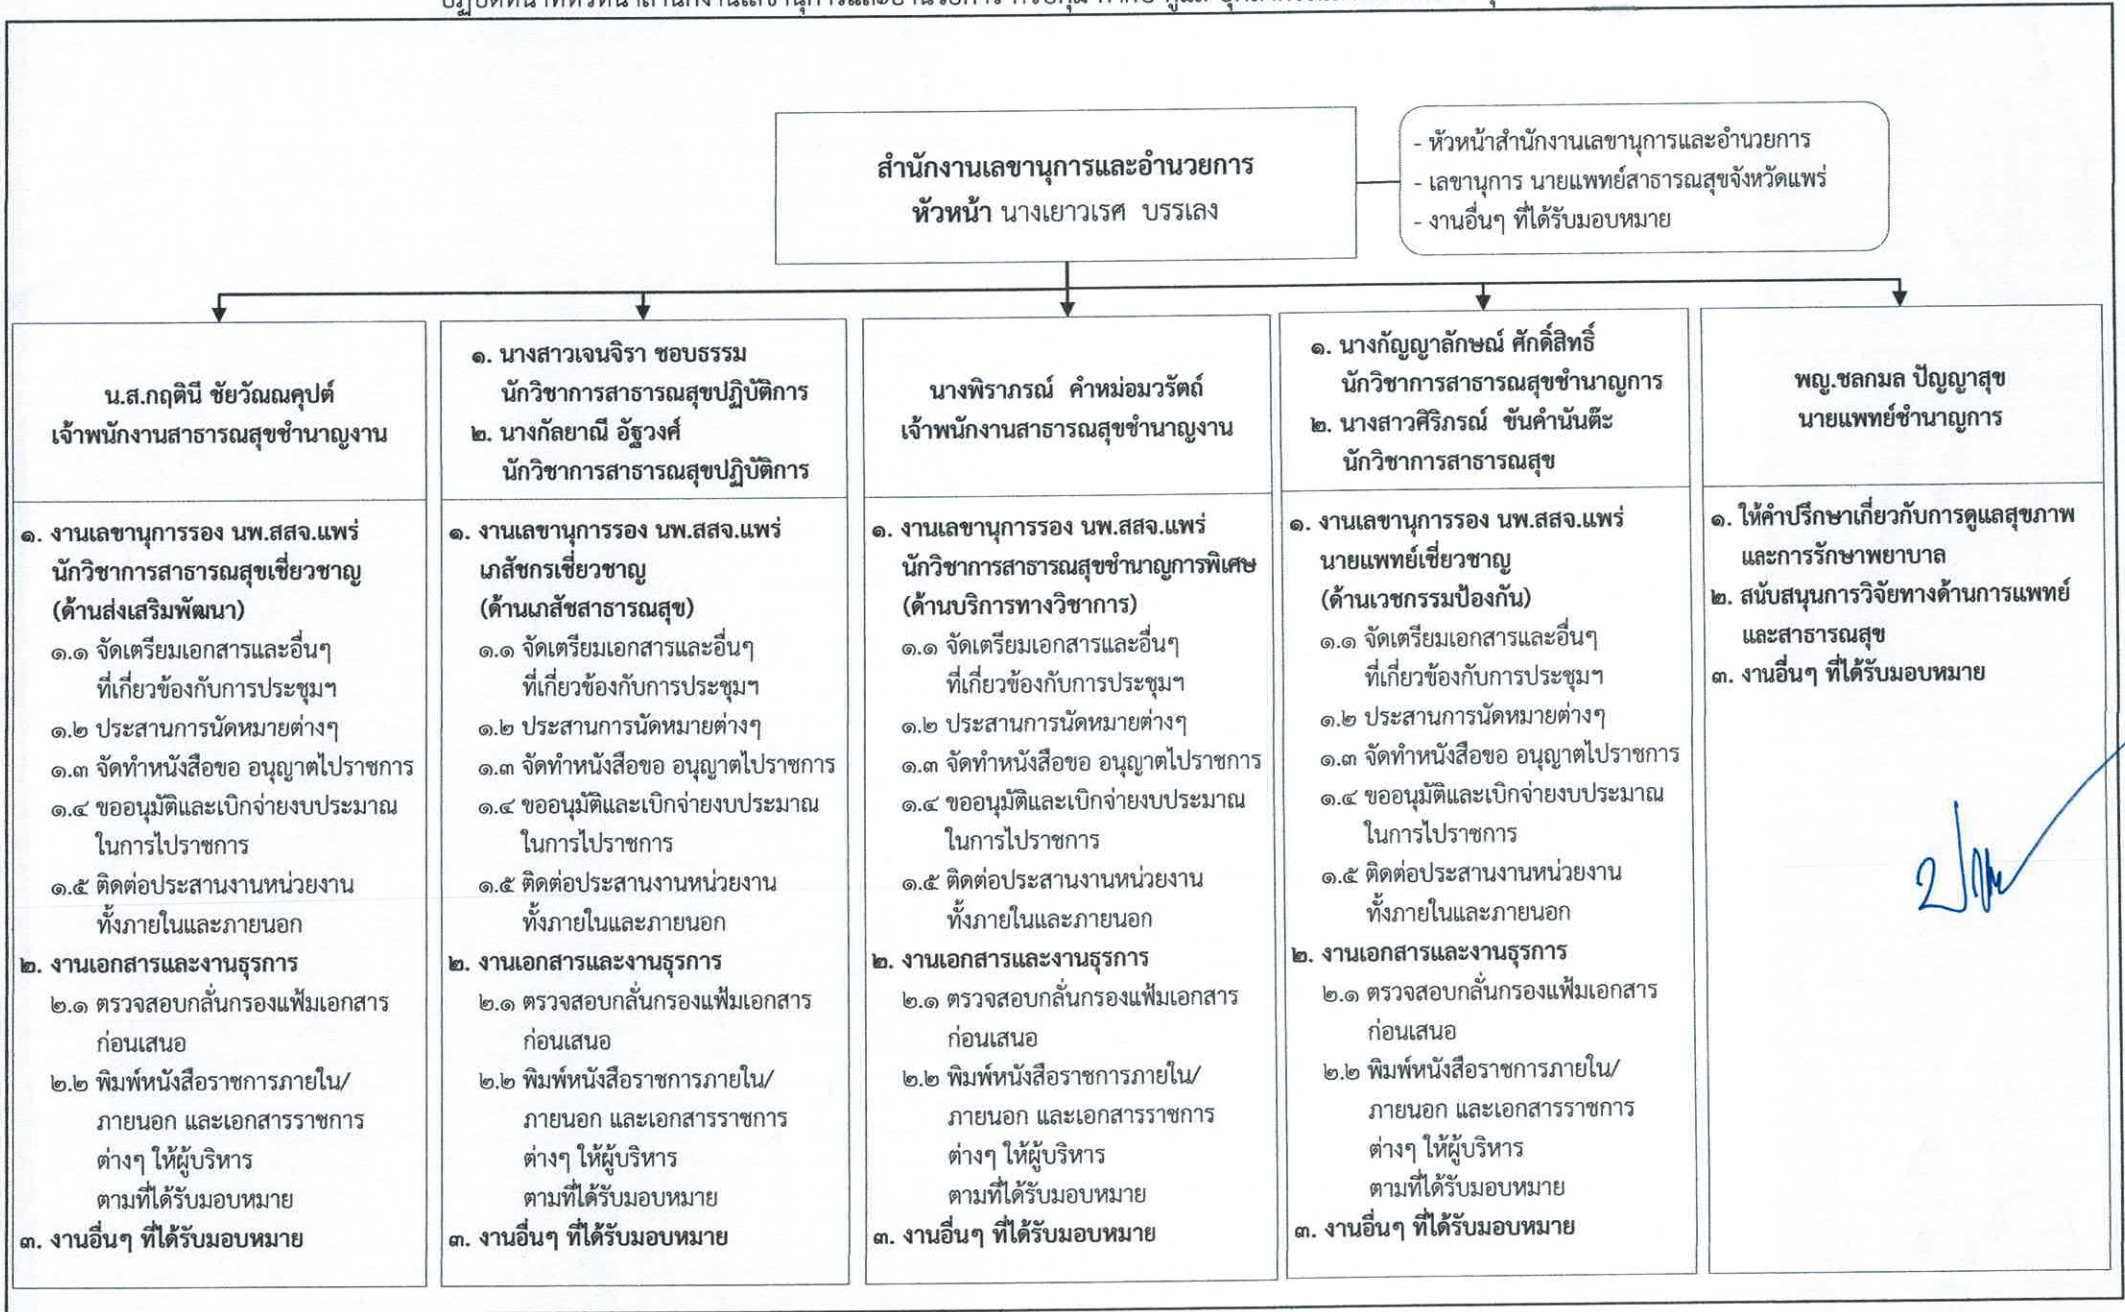 สำนักงานเลขานุการและอำนวยการ
หัวหน้า นางเยาวเรศ บรรเลง
- หัวหน้าสำนักงานเลขานุการและอำนวยการ
- เลขานุการ นายแพทย์สาธารณสุขจังหวัดแพร่
- งานอื่นๆ ที่ได้รับมอบหมาย
น.ส.กฤตินี ชัยวัณณคุปต์
เจ้าพนักงานสาธารณสุขชำนาญงาน
๑. งานเลขานุการรอง นพ.สสจ.แพร่
นักวิชาการสาธารณสุขเชี่ยวชาญ
(ด้านส่งเสริมพัฒนา)
๑.๑ จัดเตรียมเอกสารและอื่นๆ
ที่เกี่ยวข้องกับการประชุมฯ
๑.๒ ประสานการนัดหมายต่างๆ
๑.๓ จัดทำหนังสือขอ อนุญาตไปราชการ
๑.๔ ขออนุมัติและเบิกจ่ายงบประมาณ
ในการไปราชการ
๑.๕ ติดต่อประสานงานหน่วยงาน
ทั้งภายในและภายนอก
๒. งานเอกสารและงานธุรการ
๒.๑ ตรวจสอบกลั่นกรองแฟ้มเอกสาร
ก่อนเสนอ
๒.๒ พิมพ์หนังสือราชการภายใน/
ภายนอก และเอกสารราชการ
ต่างๆ ให้ผู้บริหาร
ตามที่ได้รับมอบหมาย
๓. งานอื่นๆ ที่ได้รับมอบหมาย
๑. นางสาวเจนจิรา ชอบธรรม
นักวิชาการสาธารณสุขปฏิบัติการ
๒. นางกัลยาณี อัฐวงศ์
นักวิชาการสาธารณสุขปฏิบัติการ
๑. งานเลขานุการรอง นพ.สสจ.แพร่
เภสัชกรเชี่ยวชาญ
(ด้านเภสัชสาธารณสุข)
๑.๑ จัดเตรียมเอกสารและอื่นๆ
ที่เกี่ยวข้องกับการประชุมฯ
๑.๒ ประสานการนัดหมายต่างๆ
๑.๓ จัดทำหนังสือขอ อนุญาตไปราชการ
๑.๔ ขออนุมัติและเบิกจ่ายงบประมาณ
ในการไปราชการ
๑.๕ ติดต่อประสานงานหน่วยงาน
ทั้งภายในและภายนอก
๒. งานเอกสารและงานธุรการ
๒.๑ ตรวจสอบกลั่นกรองแฟ้มเอกสาร
ก่อนเสนอ
๒.๒ พิมพ์หนังสือราชการภายใน/
ภายนอก และเอกสารราชการ
ต่างๆ ให้ผู้บริหาร
ตามที่ได้รับมอบหมาย
๓. งานอื่นๆ ที่ได้รับมอบหมาย
นางพิราภรณ์ คำหม่อมวรัตถ์
เจ้าพนักงานสาธารณสุขชำนาญงาน
๑. งานเลขานุการรอง นพ.สสจ.แพร่
นักวิชาการสาธารณสุขชำนาญการพิเศษ
(ด้านบริการทางวิชาการ)
๑.๑ จัดเตรียมเอกสารและอื่นๆ
ที่เกี่ยวข้องกับการประชุมฯ
๑.๒ ประสานการนัดหมายต่างๆ
๑.๓ จัดทำหนังสือขอ อนุญาตไปราชการ
๑.๔ ขออนุมัติและเบิกจ่ายงบประมาณ
ในการไปราชการ
๑.๕ ติดต่อประสานงานหน่วยงาน
ทั้งภายในและภายนอก
๒. งานเอกสารและงานธุรการ
๒.๑ ตรวจสอบกลั่นกรองแฟ้มเอกสาร
ก่อนเสนอ
๒.๒ พิมพ์หนังสือราชการภายใน/
ภายนอก และเอกสารราชการ
ต่างๆ ให้ผู้บริหาร
ตามที่ได้รับมอบหมาย
๓. งานอื่นๆ ที่ได้รับมอบหมาย
๑. นางกัญญาลักษณ์ ศักดิ์สิทธิ์
นักวิชาการสาธารณสุขชำนาญการ
๒. นางสาวศิริภรณ์ ขันคำนันต๊ะ
นักวิชาการสาธารณสุข
๑. งานเลขานุการรอง นพ.สสจ.แพร่
นายแพทย์เชี่ยวชาญ
(ด้านเวชกรรมป้องกัน)
๑.๑ จัดเตรียมเอกสารและอื่นๆ
ที่เกี่ยวข้องกับการประชุมฯ
๑.๒ ประสานการนัดหมายต่างๆ
๑.๓ จัดทำหนังสือขอ อนุญาตไปราชการ
๑.๔ ขออนุมัติและเบิกจ่ายงบประมาณ
ในการไปราชการ
๑.๕ ติดต่อประสานงานหน่วยงาน
ทั้งภายในและภายนอก
๒. งานเอกสารและงานธุรการ
๒.๑ ตรวจสอบกลั่นกรองแฟ้มเอกสาร
ก่อนเสนอ
๒.๒ พิมพ์หนังสือราชการภายใน/
ภายนอก และเอกสารราชการ
ต่างๆ ให้ผู้บริหาร
ตามที่ได้รับมอบหมาย
๓. งานอื่นๆ ที่ได้รับมอบหมาย
พญ.ชลกมล ปัญญาสุข
นายแพทย์ชำนาญการ
๑. ให้คำปรึกษาเกี่ยวกับการดูแลสุขภาพ
และการรักษาพยาบาล
๒. สนับสนุนการวิจัยทางด้านการแพทย์
และสาธารณสุข
๓. งานอื่นๆ ที่ได้รับมอบหมาย